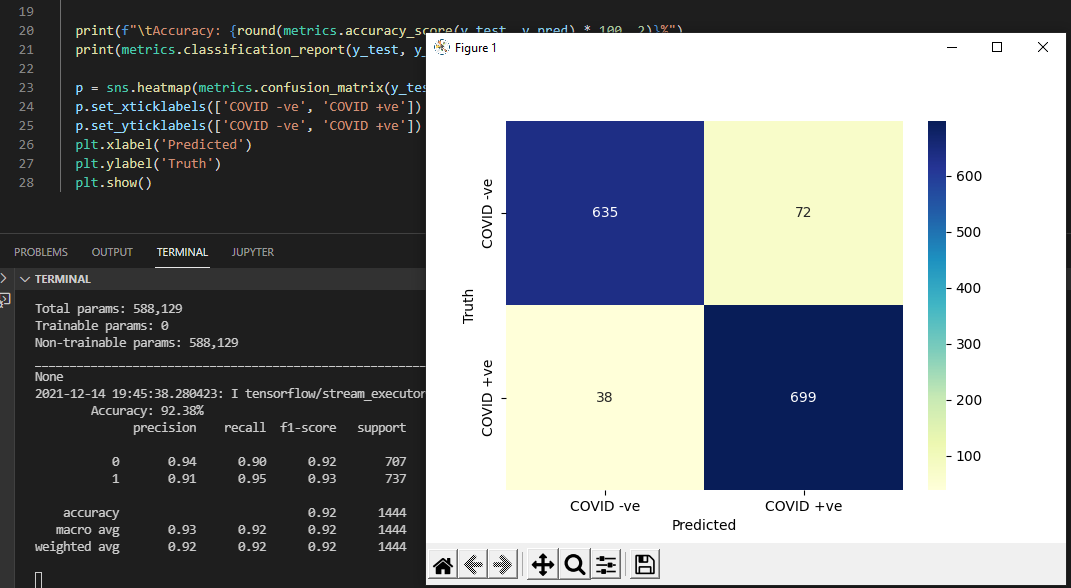 19
20 print(f"\tAccuracy: {round(metrics.accuracy_score(y_test, y_pred) * 100, 2)}%")
21 print(metrics.classification_report(y_test, y_
22
23 p = sns.heatmap(metrics.confusion_matrix(y_tes
24 p.set_xticklabels(['COVID -ve', 'COVID +ve'])
25 p.set_yticklabels(['COVID -ve', 'COVID +ve'])
26 plt.xlabel('Predicted')
27 plt.ylabel('Truth')
28 plt.show()
PROBLEMS OUTPUT TERMINAL JUPYTER
TERMINAL
Total params: 588,129
Trainable params: 0
Non-trainable params: 588,129
None
2021-12-14 19:45:38.280423: I tensorflow/stream_executor
Accuracy: 92.38%
precision recall f1-score support
0 0.94 0.90 0.92 707
1 0.91 0.95 0.93 737
accuracy 0.92 1444
macro avg 0.93 0.92 0.92 1444
weighted avg 0.92 0.92 0.92 1444
Figure 1
Truth
COVID -ve
COVID +ve
635 72
38 699
COVID -ve COVID +ve
Predicted
600
500
400
300
200
100